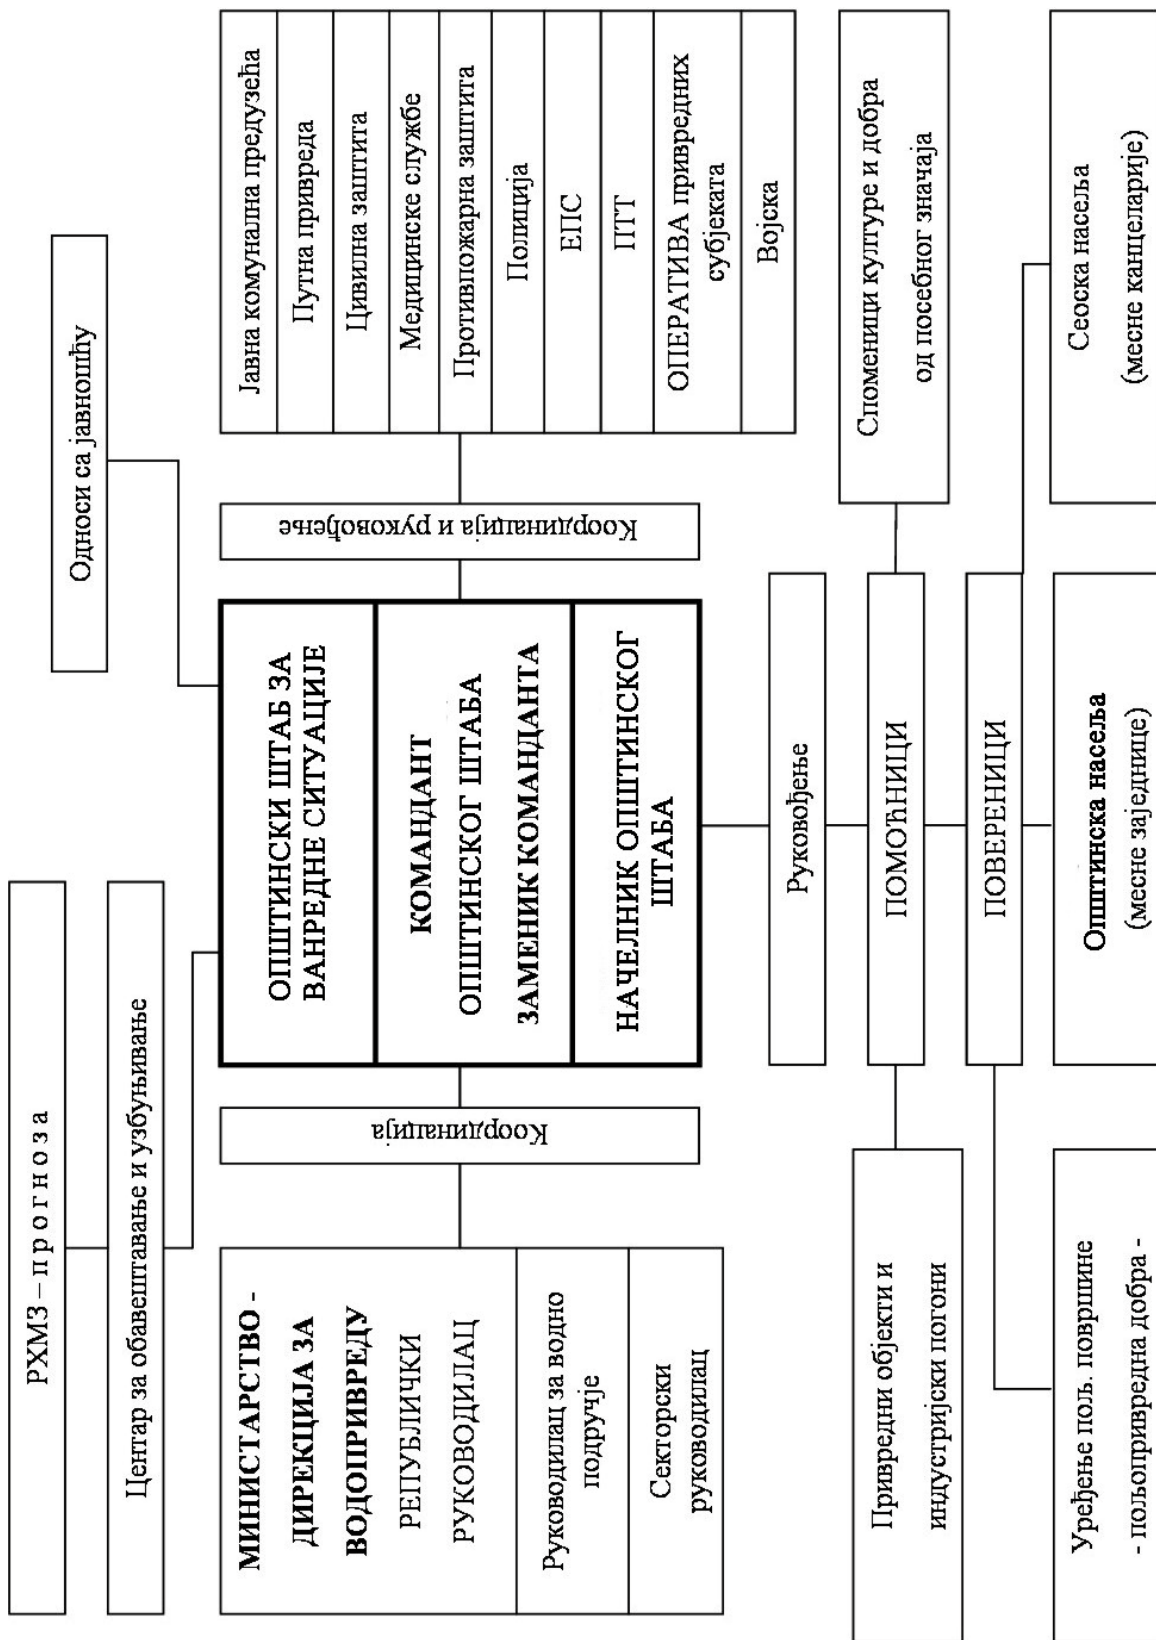 РХМЗ – п р о г н о з а
Центар за обавештавање и узбуњивање
Односи са јавношћу
МИНИСТАРСТВО -
ДИРЕКЦИЈА ЗА
ВОДОПРИВРЕДУ
РЕПУБЛИЧКИ
РУКОВОДИЛАЦ
Руководилац за водно
подручје
Секторски
руководилац
Координација
ОПШТИНСКИ ШТАБ ЗА
ВАНРЕДНЕ СИТУАЦИЈЕ
КОМАНДАНТ
ОПШТИНСКОГ ШТАБА
ЗАМЕНИК КОМАНДАНТА
НАЧЕЛНИК ОПШТИНСКОГ
ШТАБА
Координација и руковођење
Јавна комунална предузећа
Путна привреда
Цивилна заштита
Медицинске службе
Противпожарна заштита
Полиција
ЕПС
ПТТ
ОПЕРАТИВА привредних
субјеката
Војска
Руковођење
Привредни објекти и
индустријски погони
ПОМОЋНИЦИ
Споменици културе и добра
од посебног значаја
ПОВЕРЕНИЦИ
Уређење пољ. површине
- пољопривредна добра -
Општинска насеља
(месне заједнице)
Сеоска насеља
(месне канцеларије)